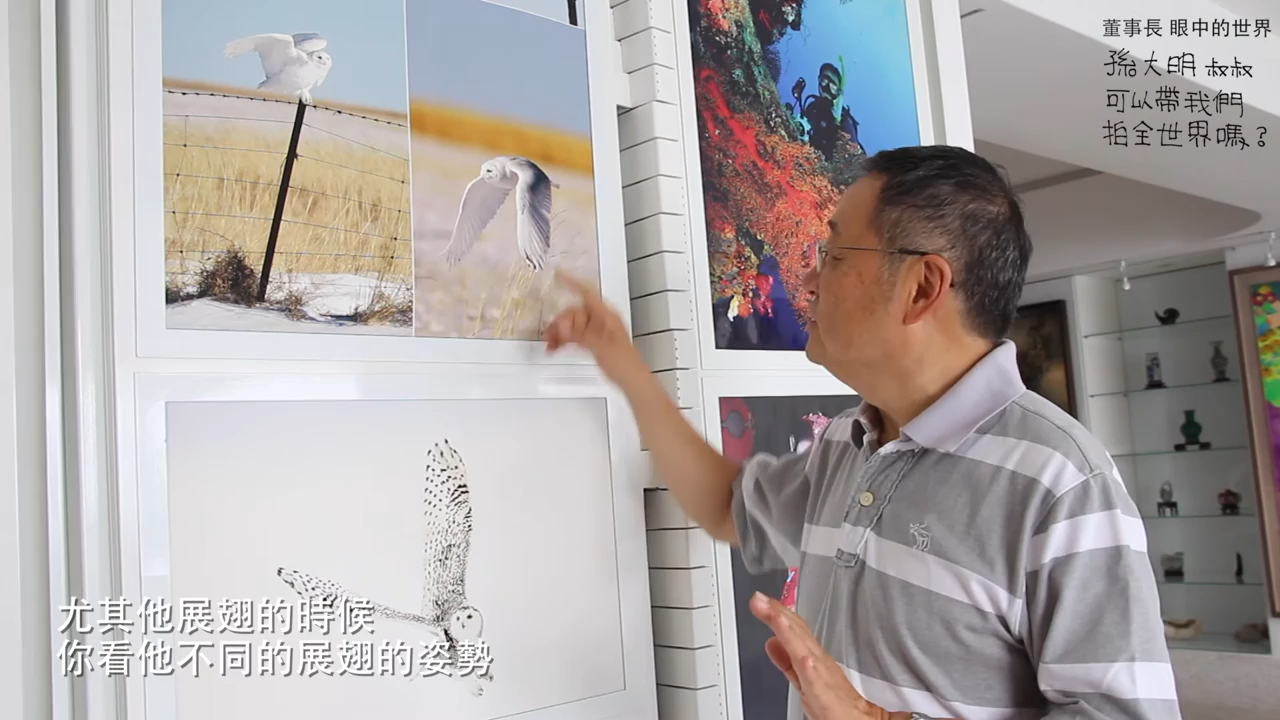 董事長 眼中的世界
孫大明 叔叔
可以帶我們
拍全世界嗎？
尤其他展翅的時候
你看他不同的展翅的姿勢